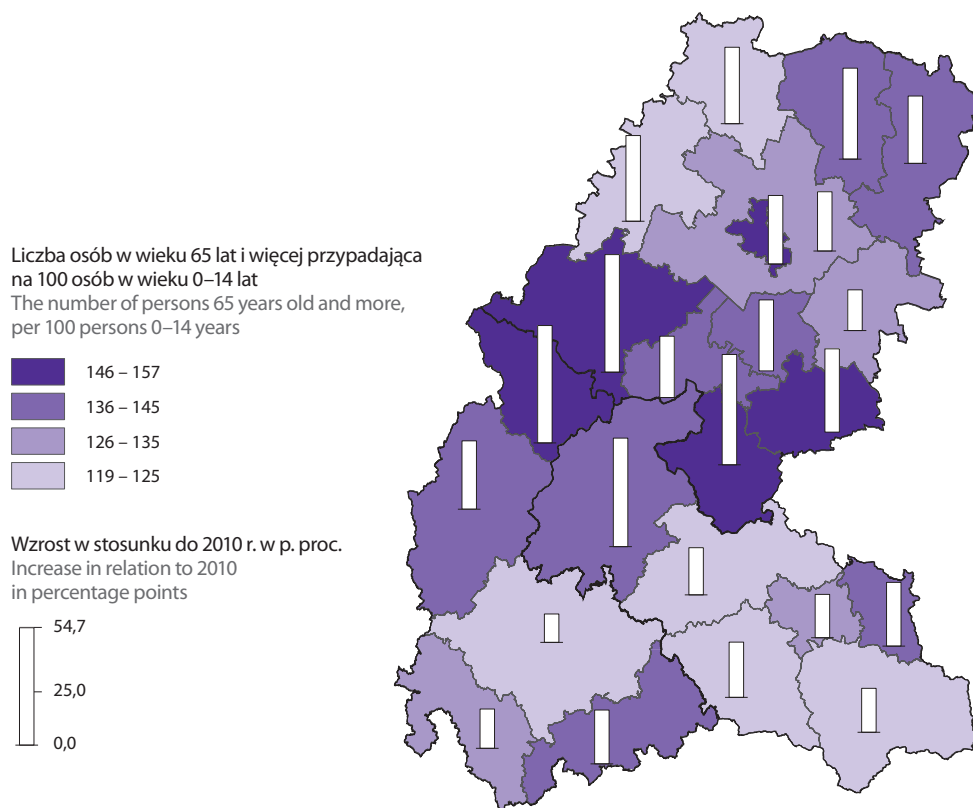 Liczba osób w wieku 65 lat i więcej przypadająca
na 100 osób w wieku 0–14 lat
The number of persons 65 years old and more,
per 100 persons 0–14 years
146 – 157
136 – 145
126 – 135
119 – 125
Wzrost w stosunku do 2010 r. w p. proc.
Increase in relation to 2010
in percentage points
54,7
25,0
0,0